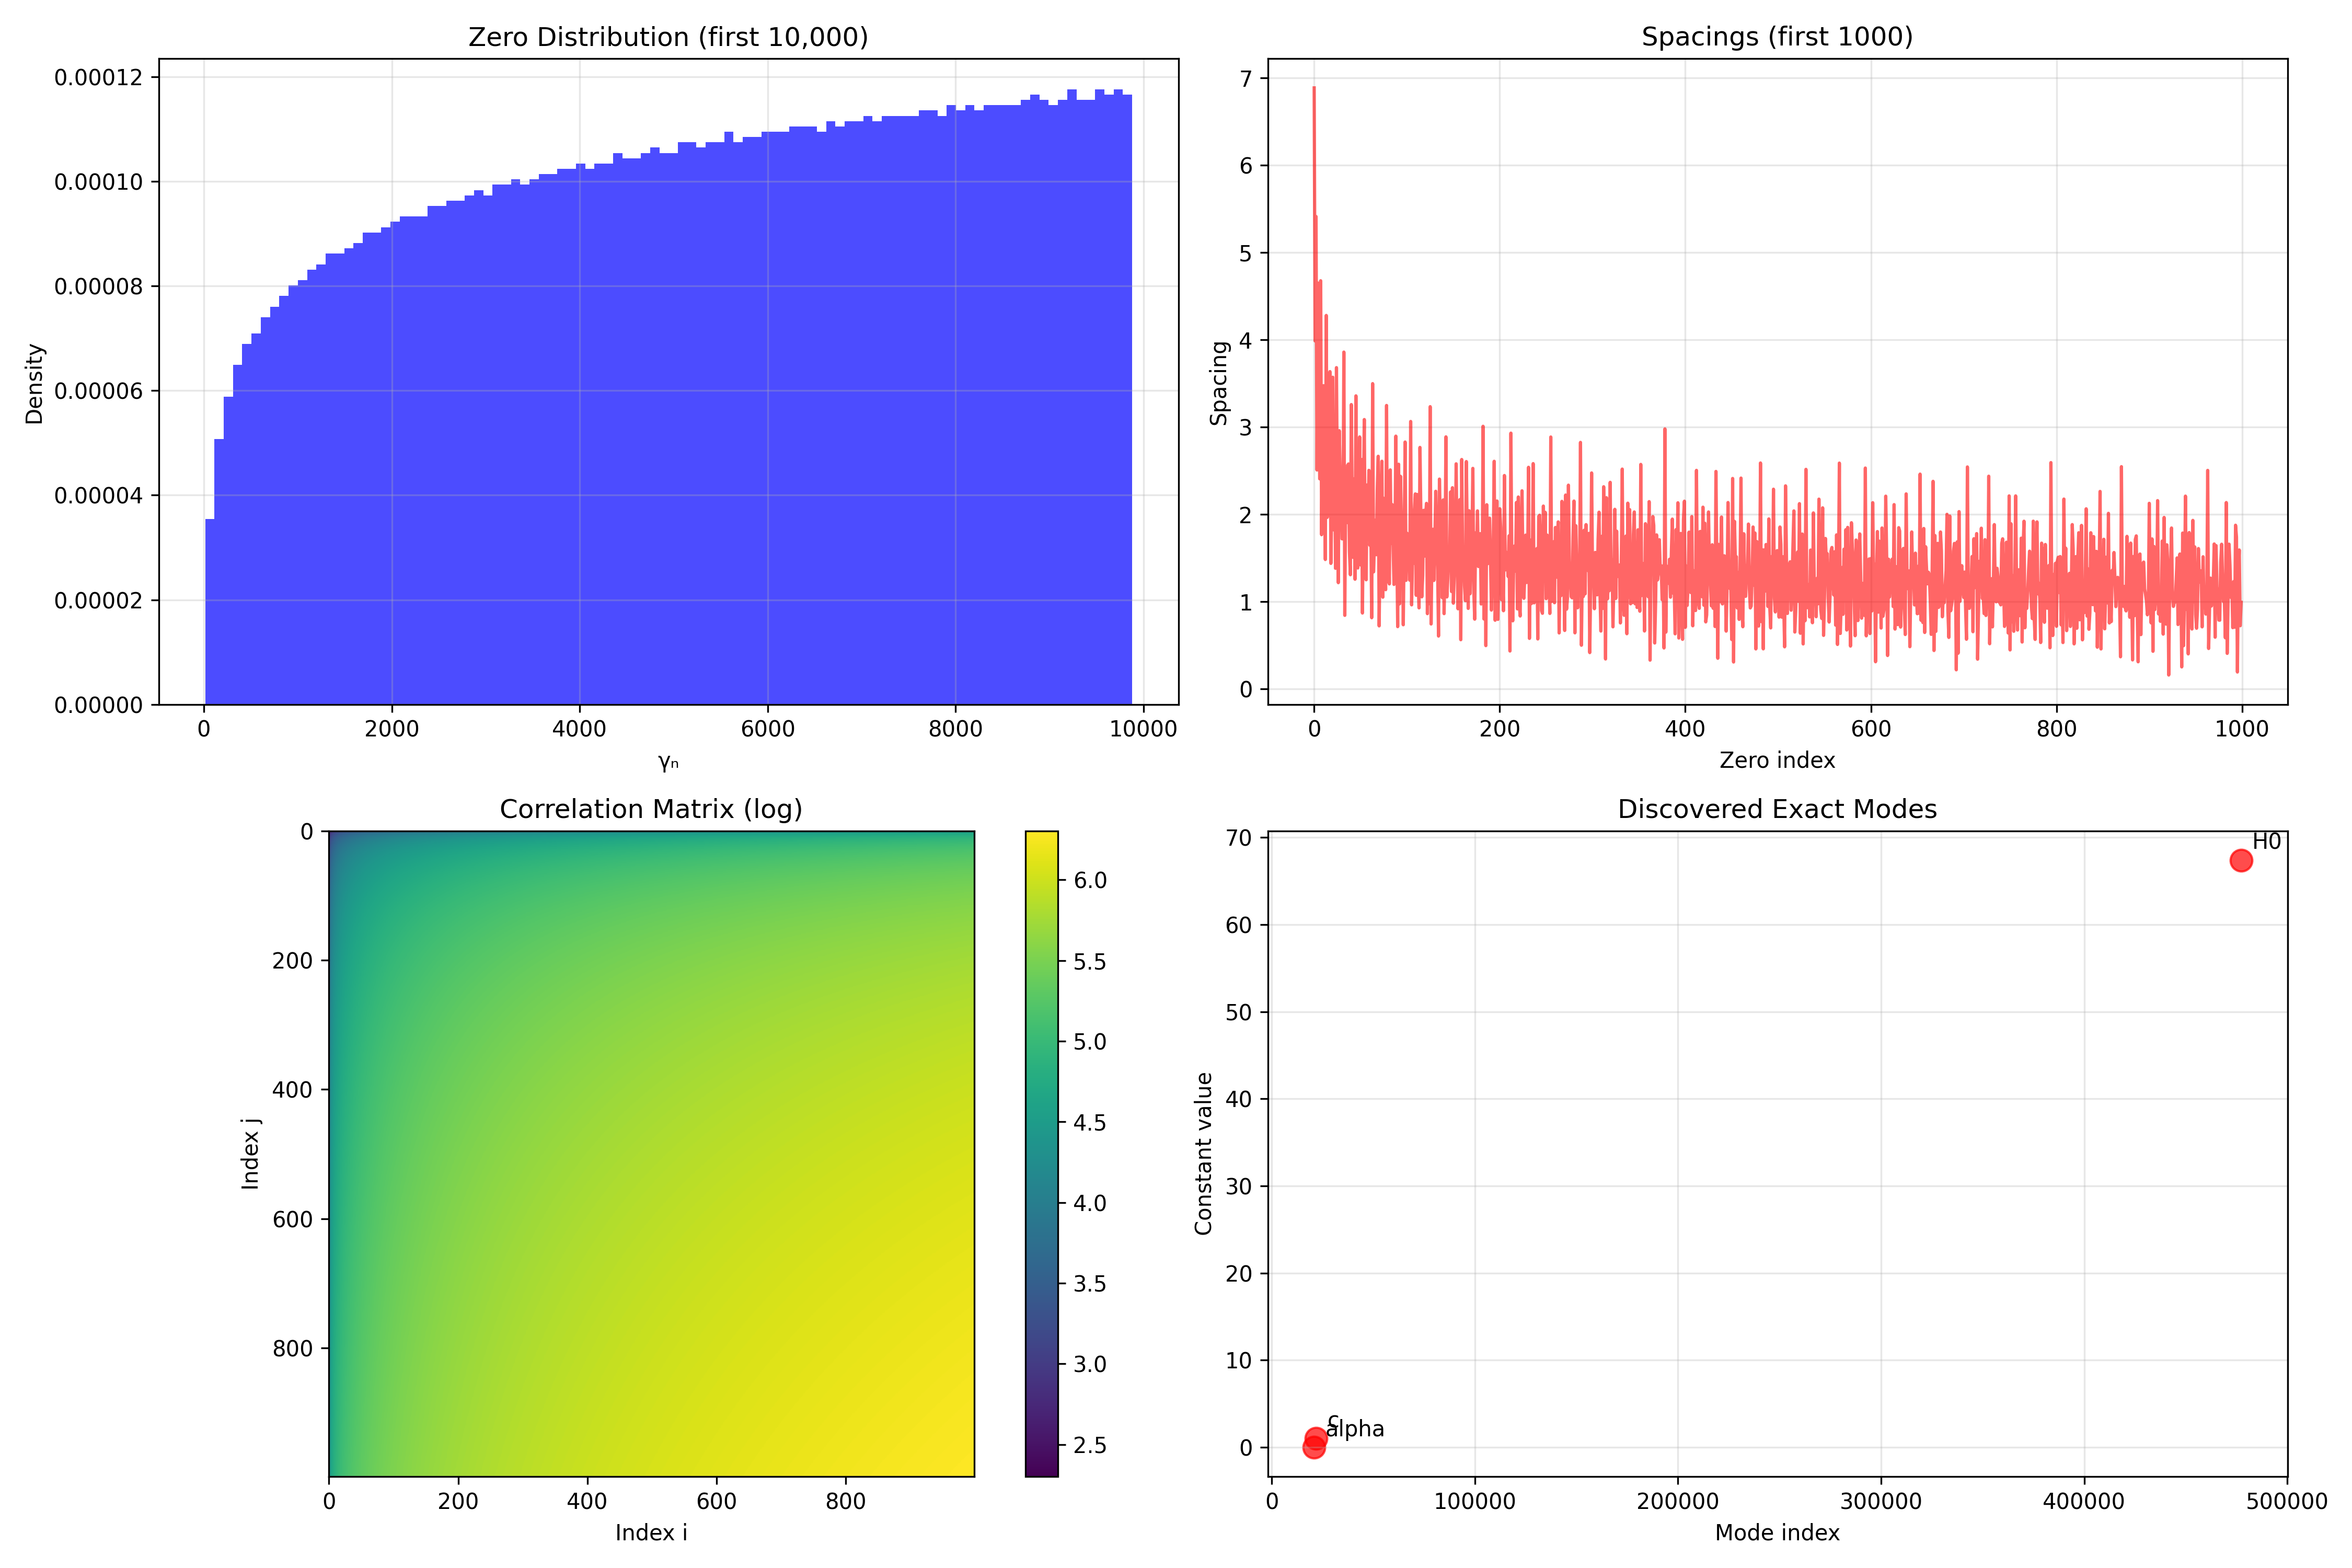 Zero Distribution (first 10,000)
0.00012
0.00010
0.00008
0.00006
0.00004
0.00002
0.00000
Density
0 2000 4000 6000 8000 10000
γₙ
Spacings (first 1000)
7
6
5
4
3
2
1
0
Spacing
0 200 400 600 800 1000
Zero index
Correlation Matrix (log)
0
200
400
600
800
Index j
0 200 400 600 800
Index i
6.0
5.5
5.0
4.5
4.0
3.5
3.0
2.5
Discovered Exact Modes
70
60
50
40
30
20
10
0
Constant value
H0
c
alpha
0 100000 200000 300000 400000 500000
Mode index